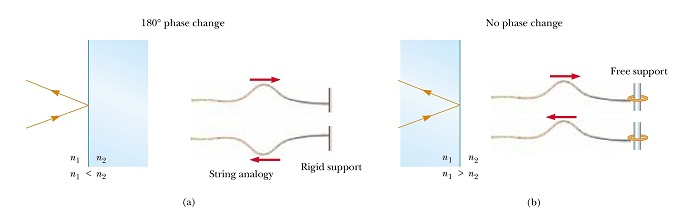 180° phase change
n₁ n₂
n₁ < n₂
String analogy
Rigid support
(a)
No phase change
Free support
n₁ n₂
n₁ > n₂
(b)